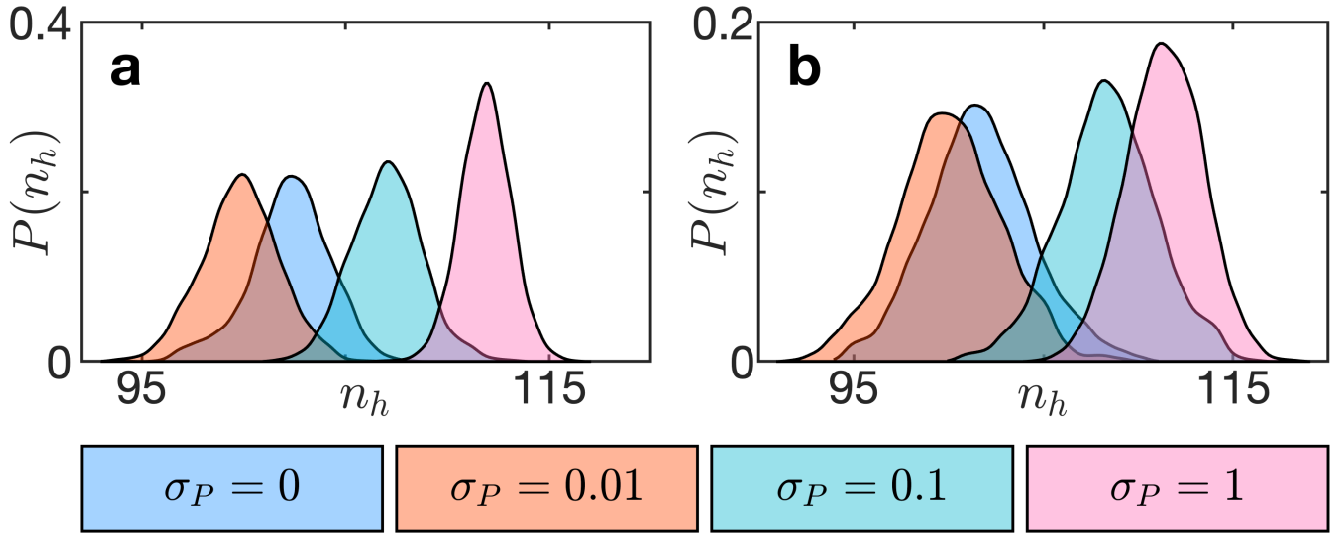 0.4
a
P(n_h)
0
95
n_h
115
0.2
b
P(n_h)
0
95
n_h
115
σ_P = 0
σ_P = 0.01
σ_P = 0.1
σ_P = 1